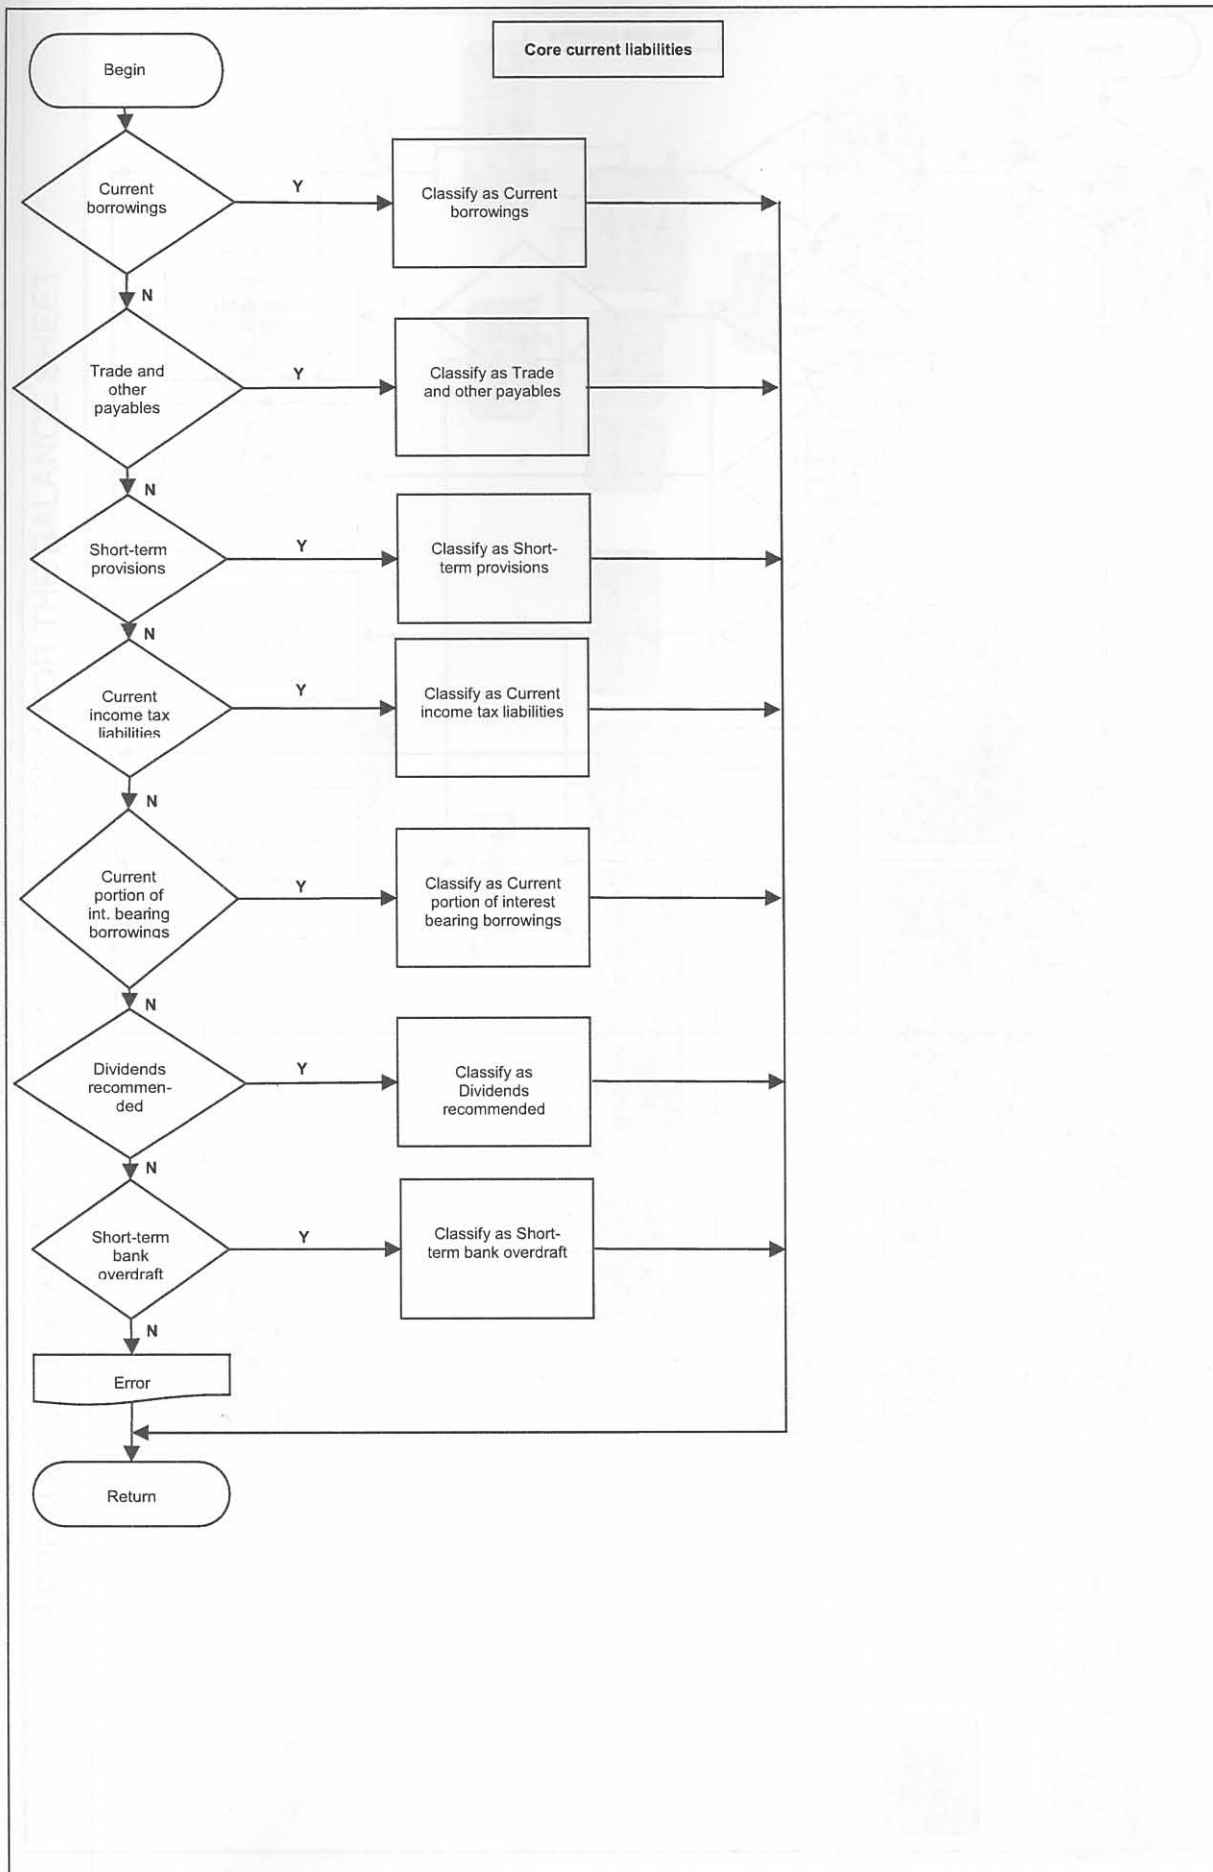 Core current liabilities
Begin
Current
borrowings
Y
Classify as Current
borrowings
N
Trade and
other
payables
Y
Classify as Trade
and other payables
N
Short-term
provisions
Y
Classify as Short-
term provisions
N
Current
income tax
liabilities
Y
Classify as Current
income tax liabilities
N
Current
portion of
int. bearing
borrowings
Y
Classify as Current
portion of interest
bearing borrowings
N
Dividends
recommen-
ded
Y
Classify as
Dividends
recommended
N
Short-term
bank
overdraft
Y
Classify as Short-
term bank overdraft
N
Error
Return